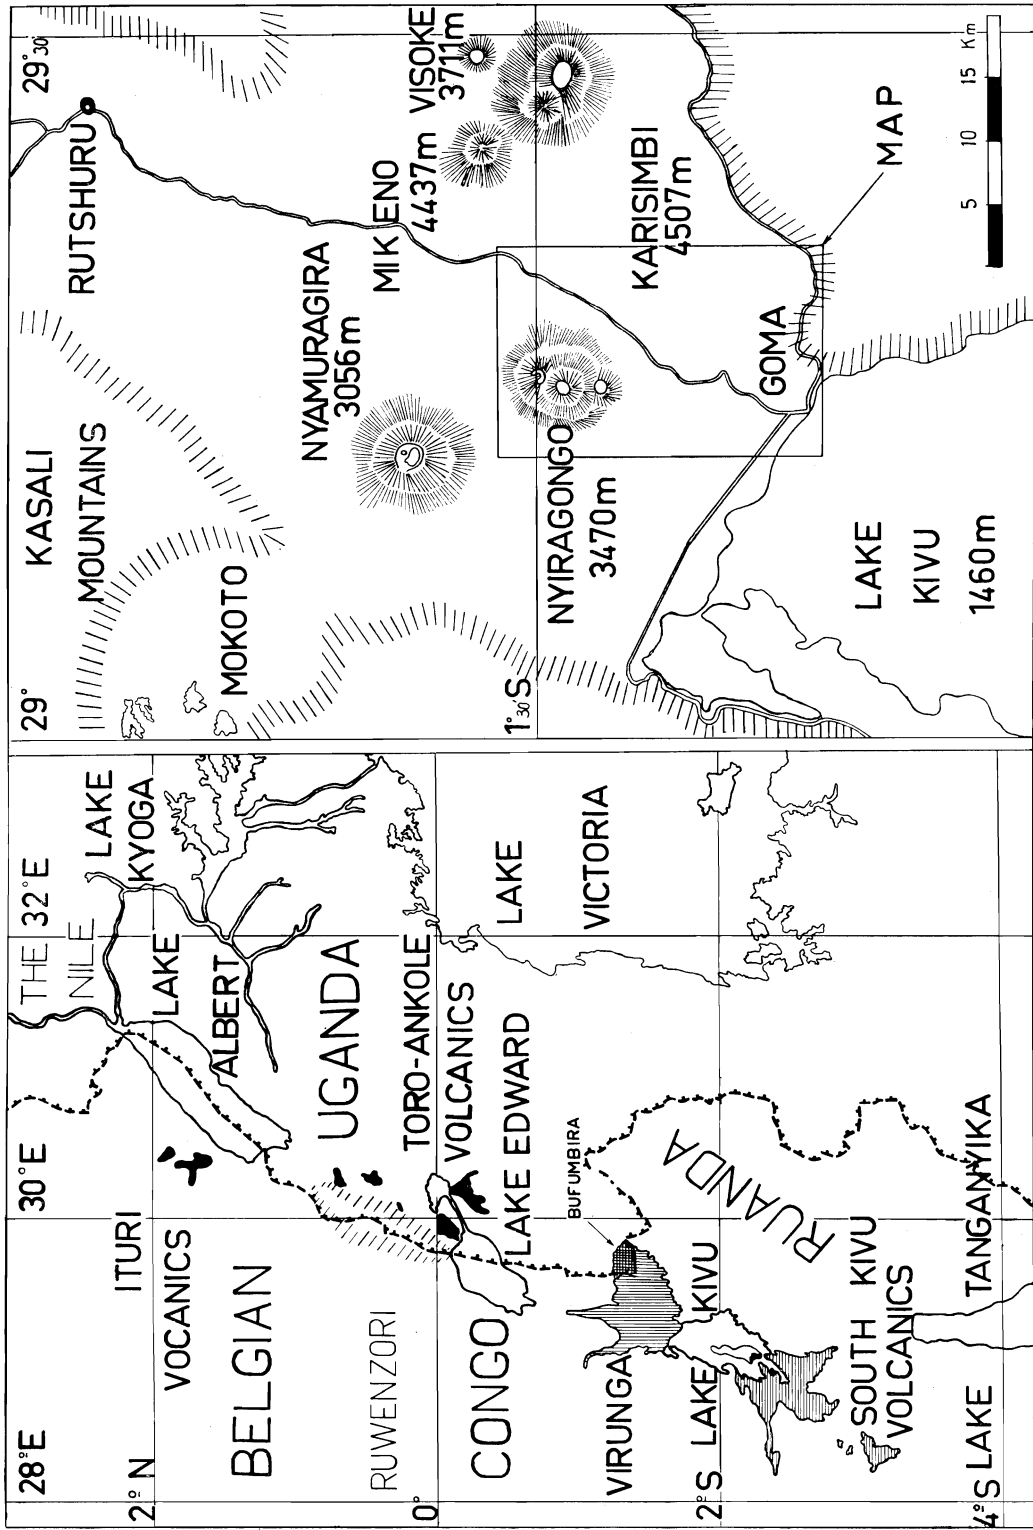 28°E
30°E
THE
32°E
NILE
LAKE
KYOGA
2°N
ITURI
VOCANICS
LAKE
ALBERT
BELGIAN
UGANDA
RUWENZORI
TORO-ANKOLE
VOLCANICS
0°
CONGO
LAKE EDWARD
LAKE
VICTORIA
BUFUMBIRA
VIRUNGA
2°S
LAKE KIVU
RUANDA
SOUTH KIVU
VOLCANICS
4°S
LAKE TANGANYIKA
29°
KASALI
MOUNTAINS
29°30'
RUTSHURU
MOKOTO
NYAMURAGIRA
3056m
MIKENO
4437m
VISOKE
3711m
1°30'S
NYIRAGONGO
3470m
KARISIMBI
4507m
GOMA
MAP
LAKE
KIVU
1460m
5 10 15 Km